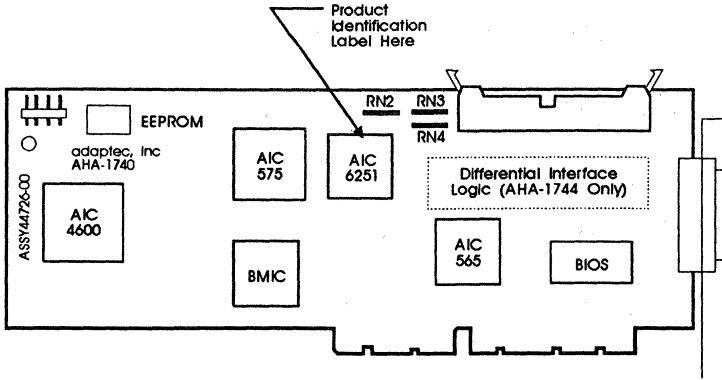 Product
Identification
Label Here
RN2
RN3
RN4
EEPROM
adaptec, inc
AHA-1740
ASSY44726-00
AIC
4600
AIC
575
AIC
6251
Differential Interface
Logic (AHA-1744 Only)
BMIC
AIC
565
BIOS